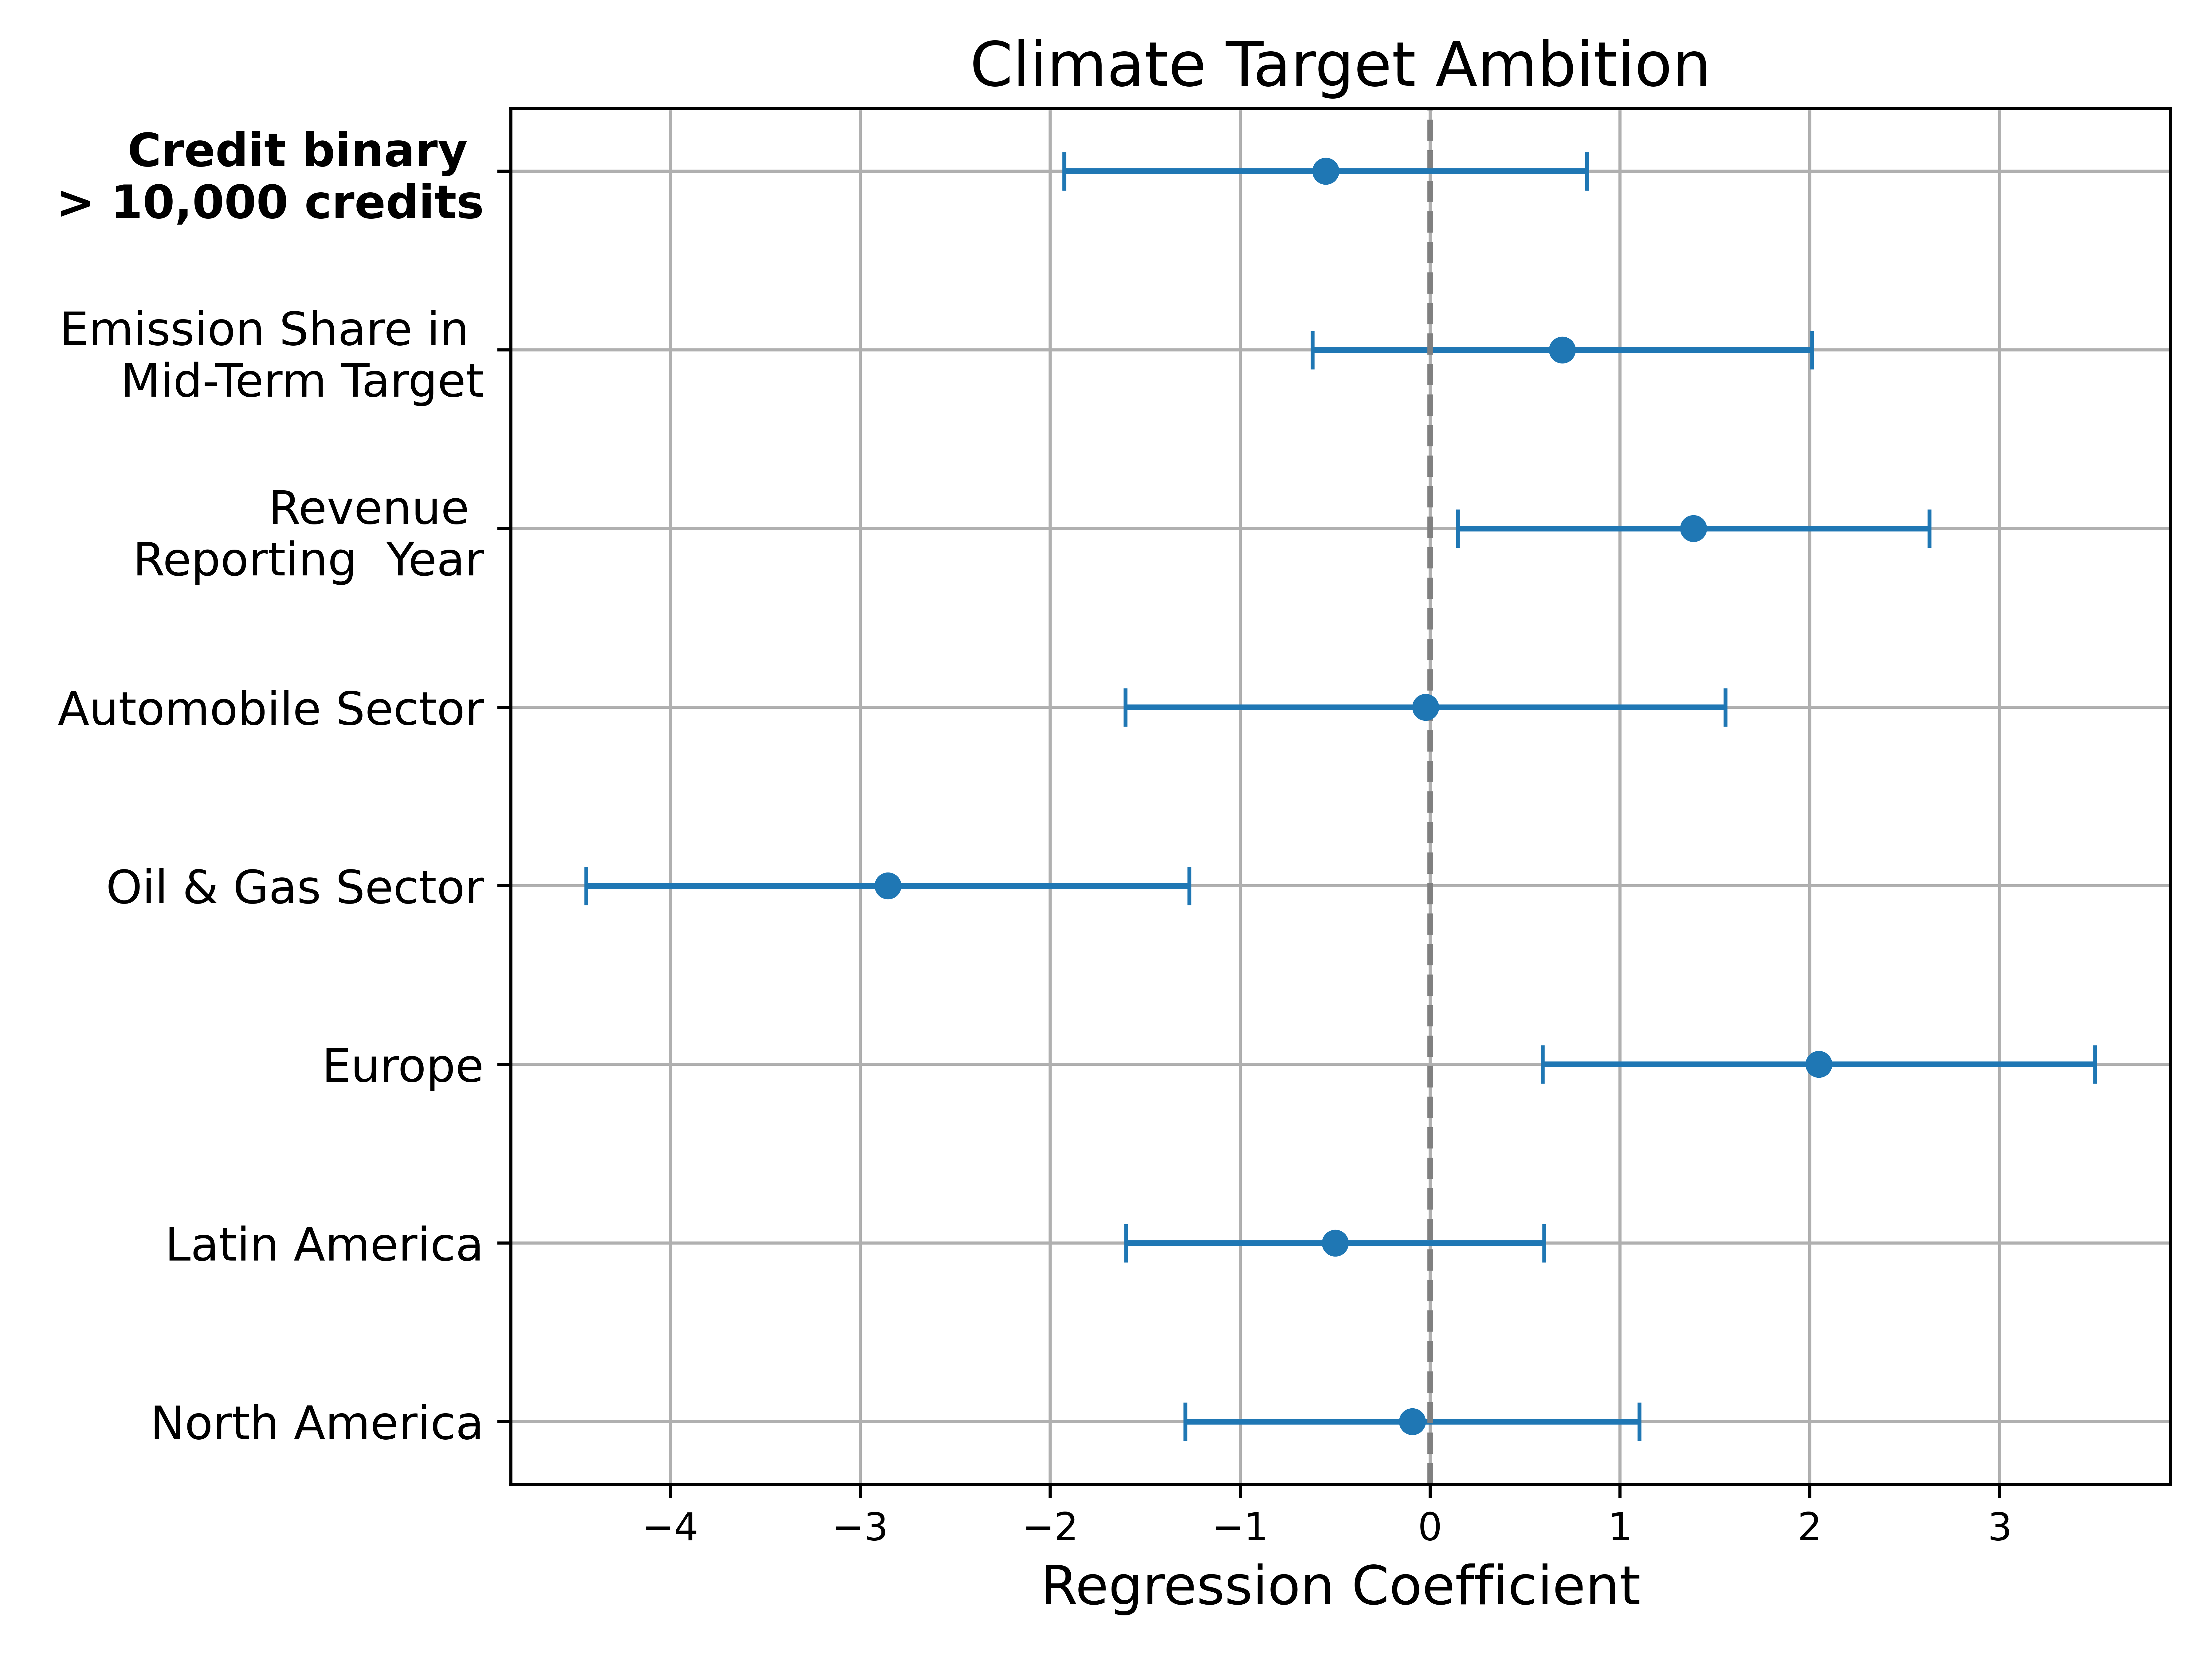 Climate Target Ambition
Credit binary
> 10,000 credits
Emission Share in
Mid-Term Target
Revenue
Reporting  Year
Automobile Sector
Oil & Gas Sector
Europe
Latin America
North America
−4 −3 −2 −1 0 1 2 3
Regression Coefficient